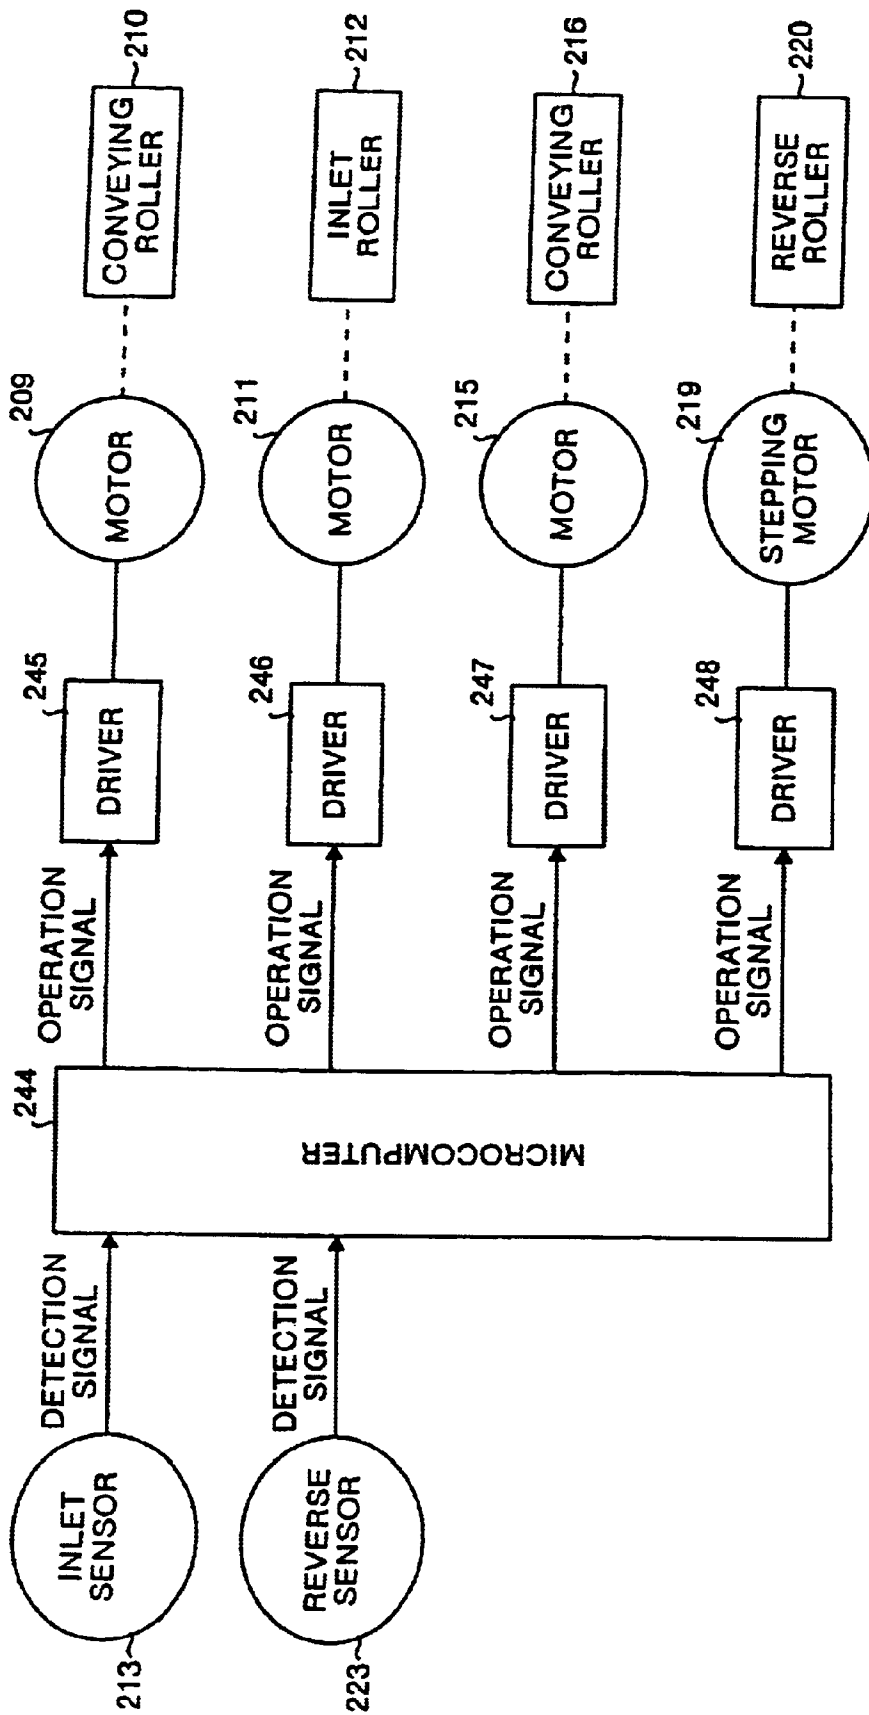 INLET
SENSOR
213
DETECTION
SIGNAL
REVERSE
SENSOR
223
DETECTION
SIGNAL
244
MICROCOMPUTER
OPERATION
SIGNAL
245
DRIVER
209
MOTOR
CONVEYING
ROLLER
210
OPERATION
SIGNAL
246
DRIVER
211
MOTOR
INLET
ROLLER
212
OPERATION
SIGNAL
247
DRIVER
215
MOTOR
CONVEYING
ROLLER
216
OPERATION
SIGNAL
248
DRIVER
219
STEPPING
MOTOR
REVERSE
ROLLER
220